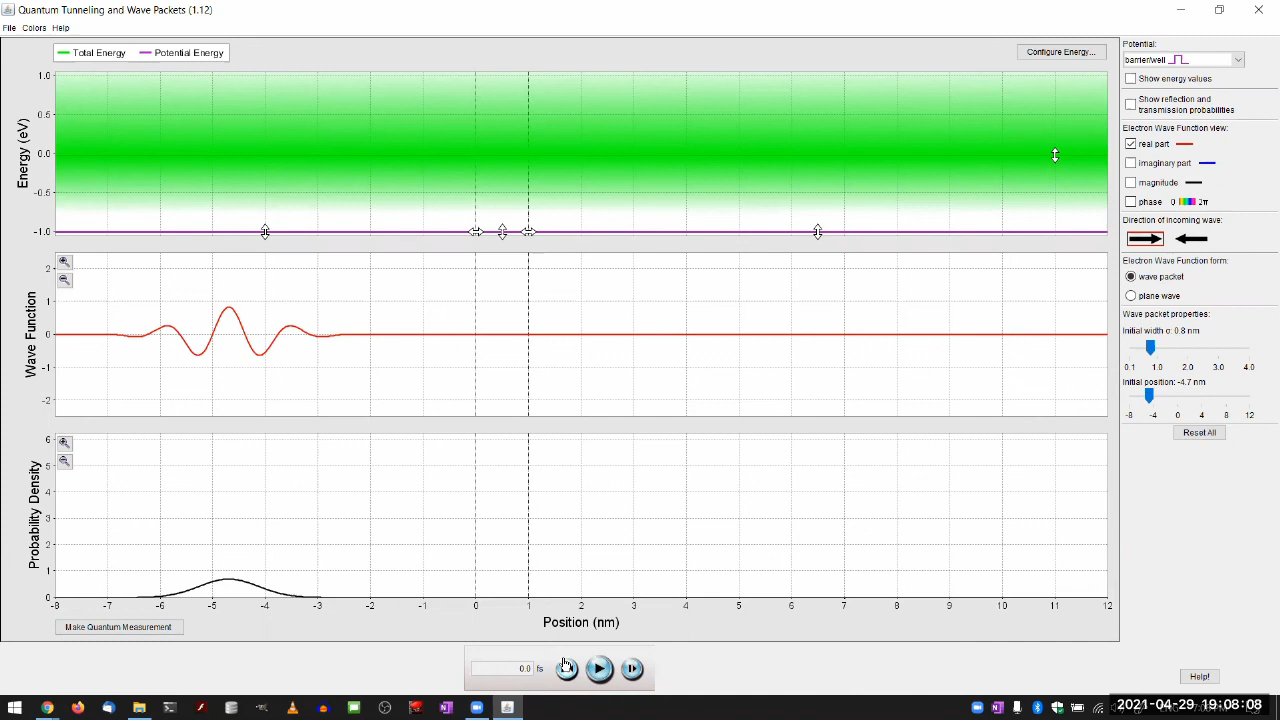 Quantum Tunneling and Wave Packets (1.12)
File Colors Help
Total Energy Potential Energy
Configure Energy...
Energy (eV)
1.0
0.5
0.0
-0.5
-1.0
Wave Function
2
1
0
-1
-2
Probability Density
6
5
4
3
2
1
0
-8 -7 -6 -5 -4 -3 -2 -1 0 1 2 3 4 5 6 7 8 9 10 11 12
Position (nm)
Make Quantum Measurement
0.0 fs
Potential:
barrier/well
Show energy values
Show reflection and
transmission probabilities
Electron Wave Function view:
real part
imaginary part
magnitude
phase 0 2π
Direction of incoming wave:
Electron Wave Function form:
wave packet
plane wave
Wave packet properties:
Initial width σ: 0.8 nm
0.1 1.0 2.0 3.0 4.0
Initial position: -4.7 nm
-8 -4 0 4 8 12
Reset All
Help!
2021-04-29 19:08:08